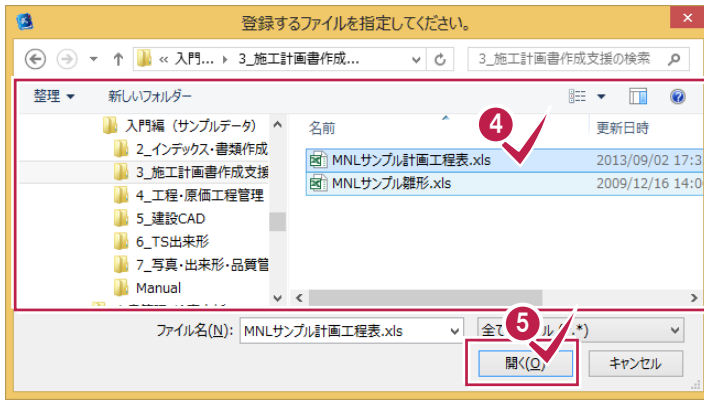 登録するファイルを指定してください。
« 入門... 3_施工計画書作成...
3_施工計画書作成支援の検索
整理
新しいフォルダー
入門編（サンプルデータ）
2_インデックス・書類作成
3_施工計画書作成支援
4_工程・原価工程管理
5_建設CAD
6_TS出来形
7_写真・出来形・品質管
Manual
名前
4
更新日時
MNLサンプル計画工程表.xls
2013/09/02 17:3
MNLサンプル雛形.xls
2009/12/16 14:0
ファイル名(N):
MNLサンプル計画工程表.xls
5
開く(O)
キャンセル